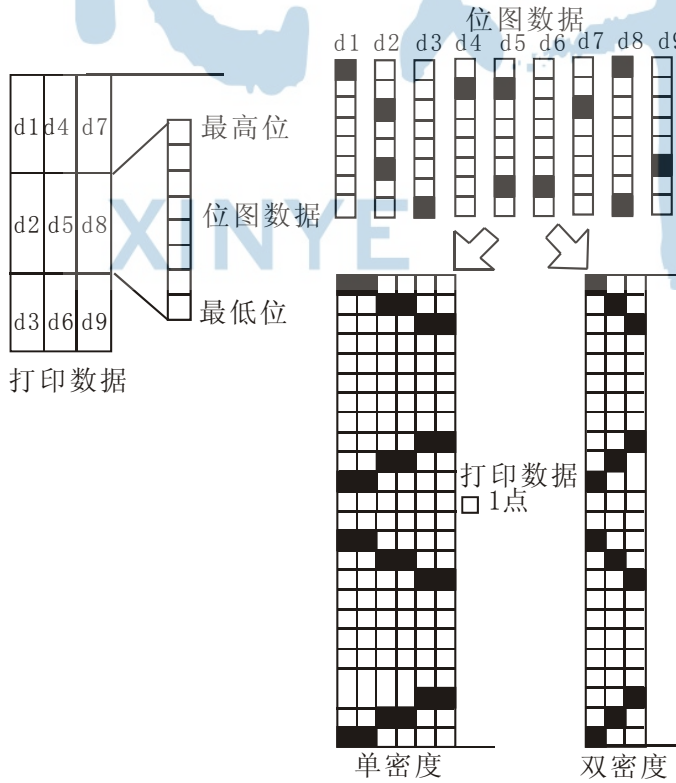 位图数据
d1 d2 d3 d4 d5 d6 d7 d8 d9
d1 d4 d7
最高位
d2 d5 d8
位图数据
XINYE
d3 d6 d9
最低位
打印数据
打印数据
1点
单密度
双密度